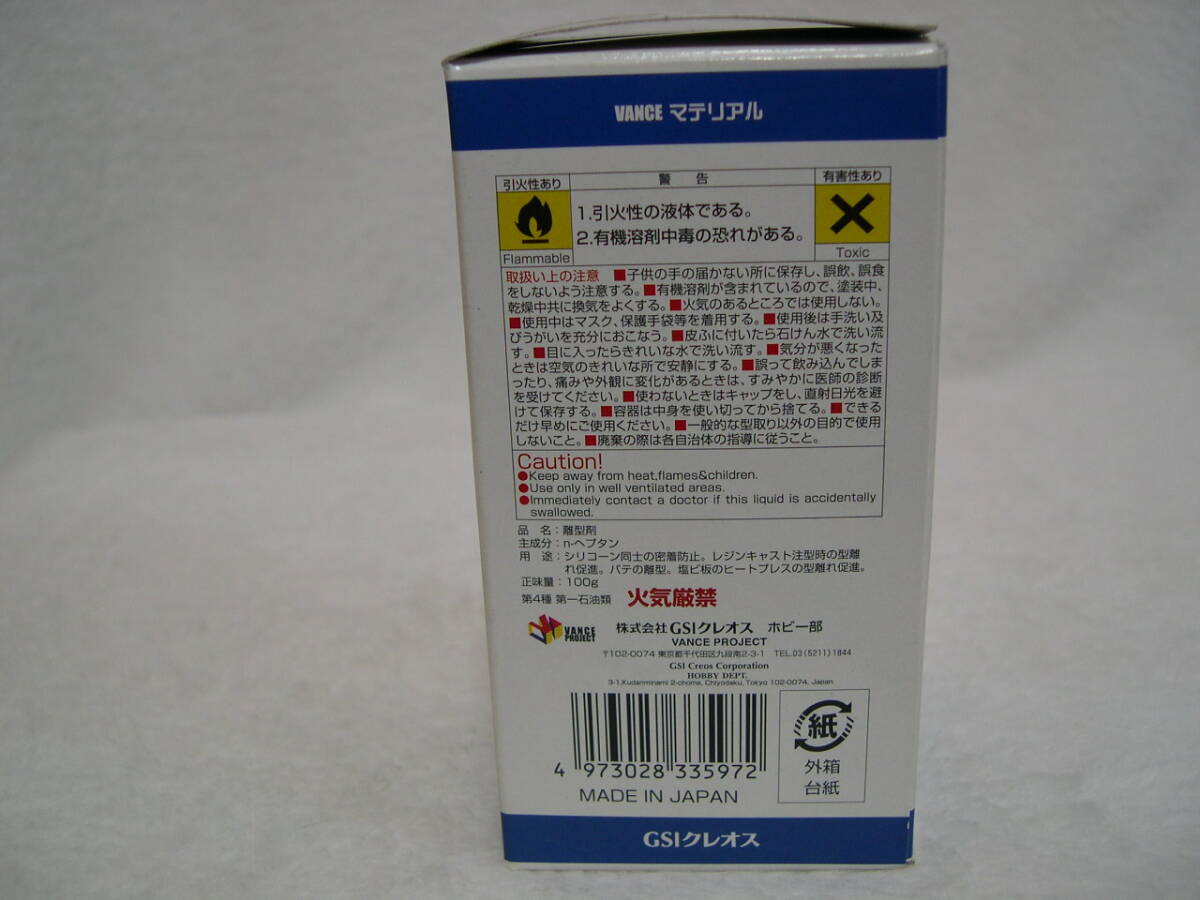 VANCE マテリアル
引火性あり 警 告 有害性あり
1.引火性の液体である。
2.有機溶剤中毒の恐れがある。
Flammable Toxic
取扱い上の注意 ■子供の手の届かない所に保存し、誤飲、誤食
をしないよう注意する。■有機溶剤が含まれているので、塗装中、
乾燥中共に換気をよくする。■火気のあるところでは使用しない。
■使用中はマスク、保護手袋等を着用する。■使用後は手洗い及
びうがいを充分におこなう。■皮ふに付いたら石けん水で洗い流
す。■目に入ったらきれいな水で洗い流す。■気分が悪くなった
ときは空気のきれいな所で安静にする。■誤って飲み込んでしま
ったり、痛みや外観に変化があるときは、すみやかに医師の診断
を受けてください。■使わないときはキャップをし、直射日光を避
けて保存する。■容器は中身を使い切ってから捨てる。■できる
だけ早めにご使用ください。■一般的な型取り以外の目的で使用
しないこと。■廃棄の際は各自治体の指導に従うこと。
Caution!
●Keep away from heat,flames&children.
●Use only in well ventilated areas.
●Immediately contact a doctor if this liquid is accidentally
swallowed.
品 名:離型剤
主成分:n-ヘプタン
用 途:シリコーン同士の密着防止。レジンキャスト注型時の型離
れ促進。パテの離型。塩ビ板のヒートプレスの型離れ促進。
正味量:100g
第4種 第一石油類 火気厳禁
VANCE PROJECT
株式会社GSIクレオス ホビー部
VANCE PROJECT
〒102-0074 東京都千代田区九段南2-3-1 TEL.03(5211)1844
GSI Creos Corporation
HOBBY DEPT.
3-1.Kudanminami 2-chome, Chiyodaku, Tokyo 102-0074, Japan
4 973028 335972
MADE IN JAPAN
紙
外箱
台紙
GSIクレオス